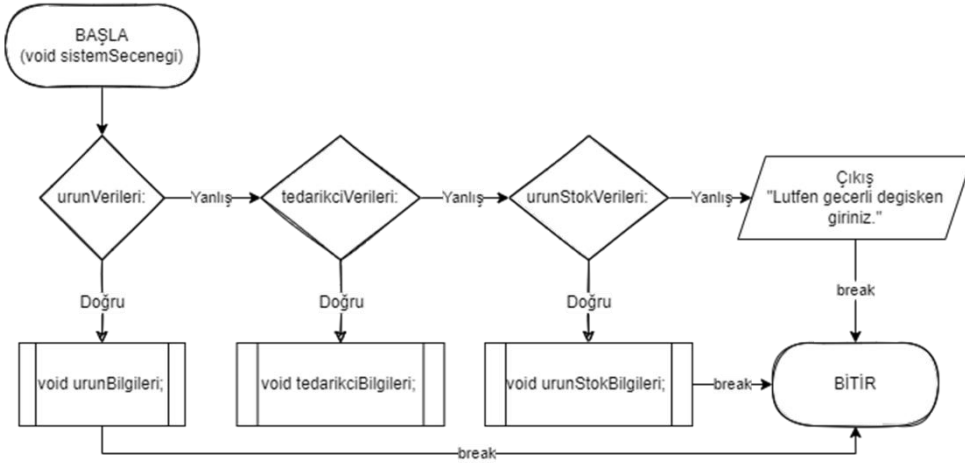 BAŞLA
(void sistemSecenegi)
urunVerileri:
Yanlış
tedarikciVerileri:
Yanlış
urunStokVerileri:
Yanlış
Çıkış
"Lutfen gecerli degisken
giriniz."
Doğru
Doğru
Doğru
break
void urunBilgileri;
void tedarikciBilgileri;
void urunStokBilgileri;
break
BİTİR
break